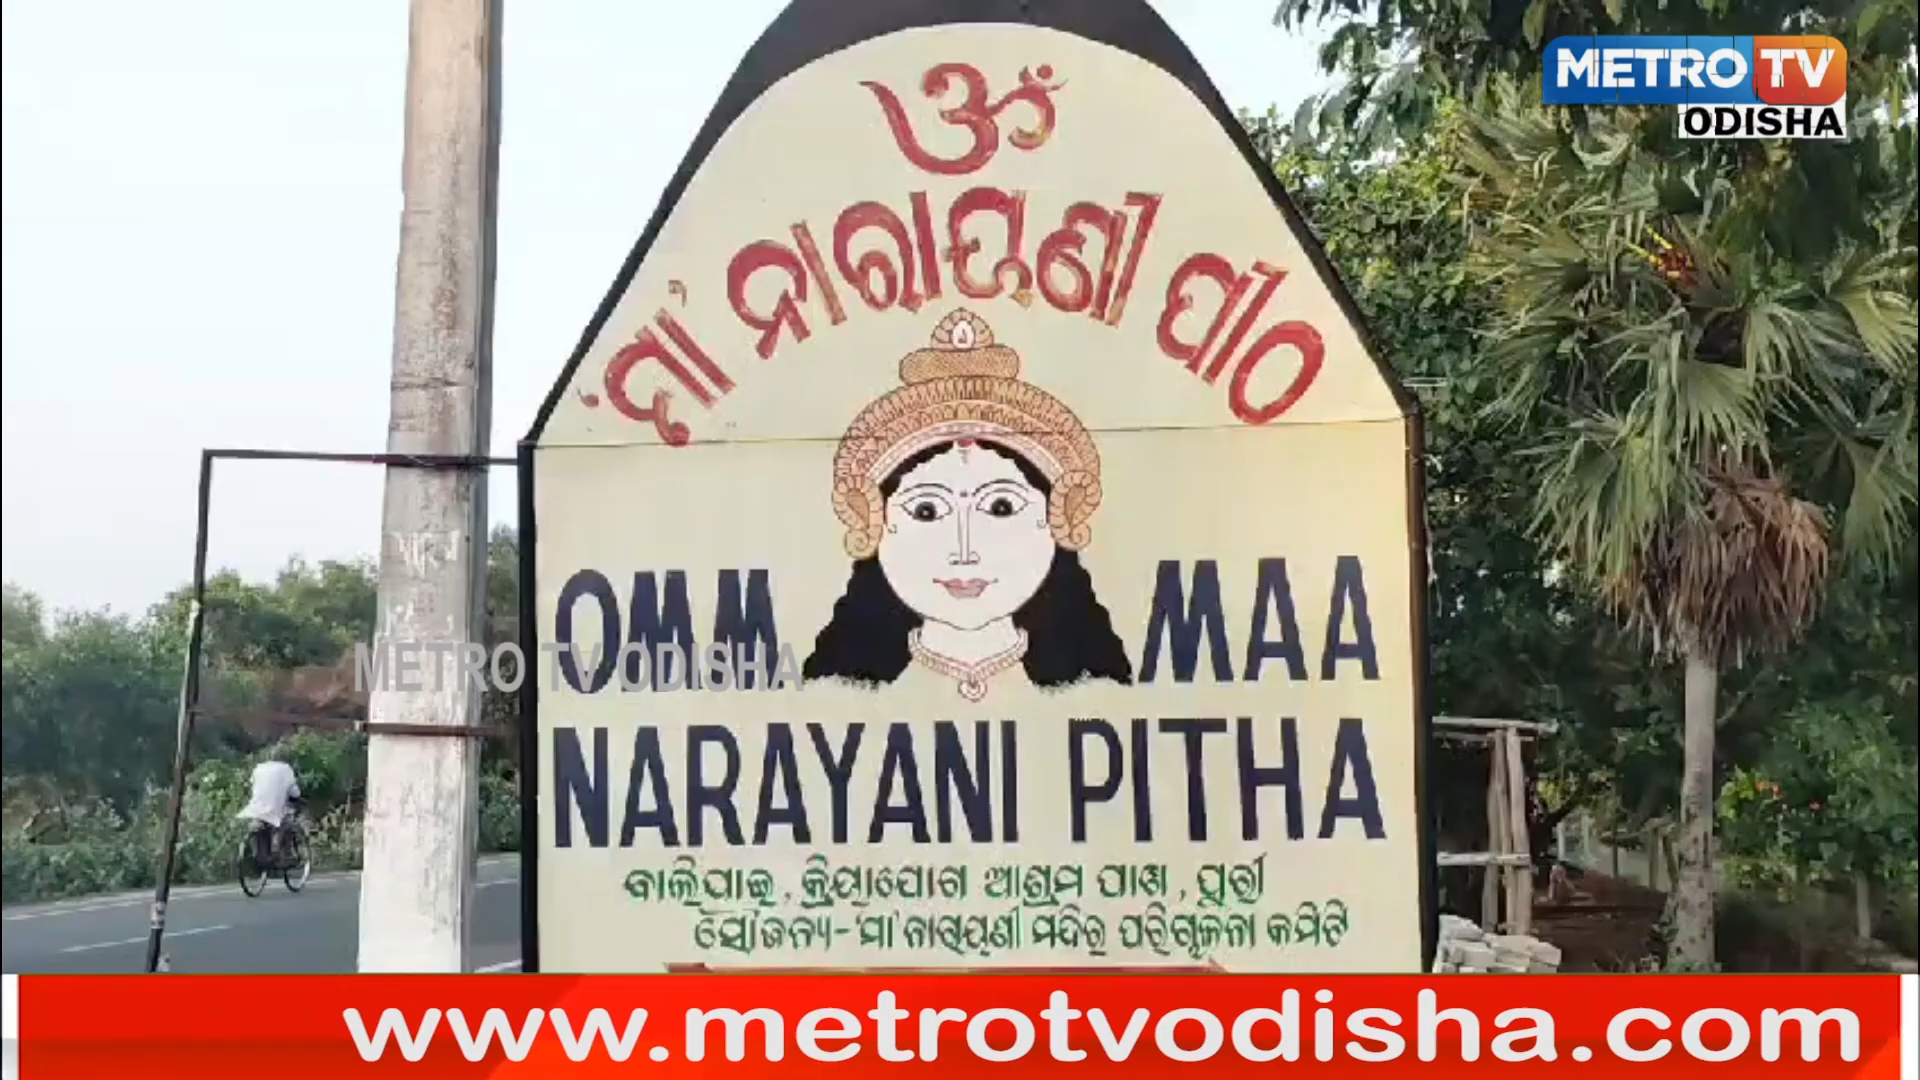 METRO TV
ODISHA
ଓଁ
'ମା' ନାରାୟଣୀ ପୀଠ
OMM MAA
METRO TV ODISHA
NARAYANI PITHA
ବାଲିଘାଇ, କ୍ରିୟାଯୋଗ ଆଶ୍ରମ ପାଖ, ପୁରୀ
ସୌଜନ୍ୟ-'ମା' ନାରାୟଣୀ ମନ୍ଦିର ପରିଚାଳନା କମିଟି
www.metrotvodisha.com